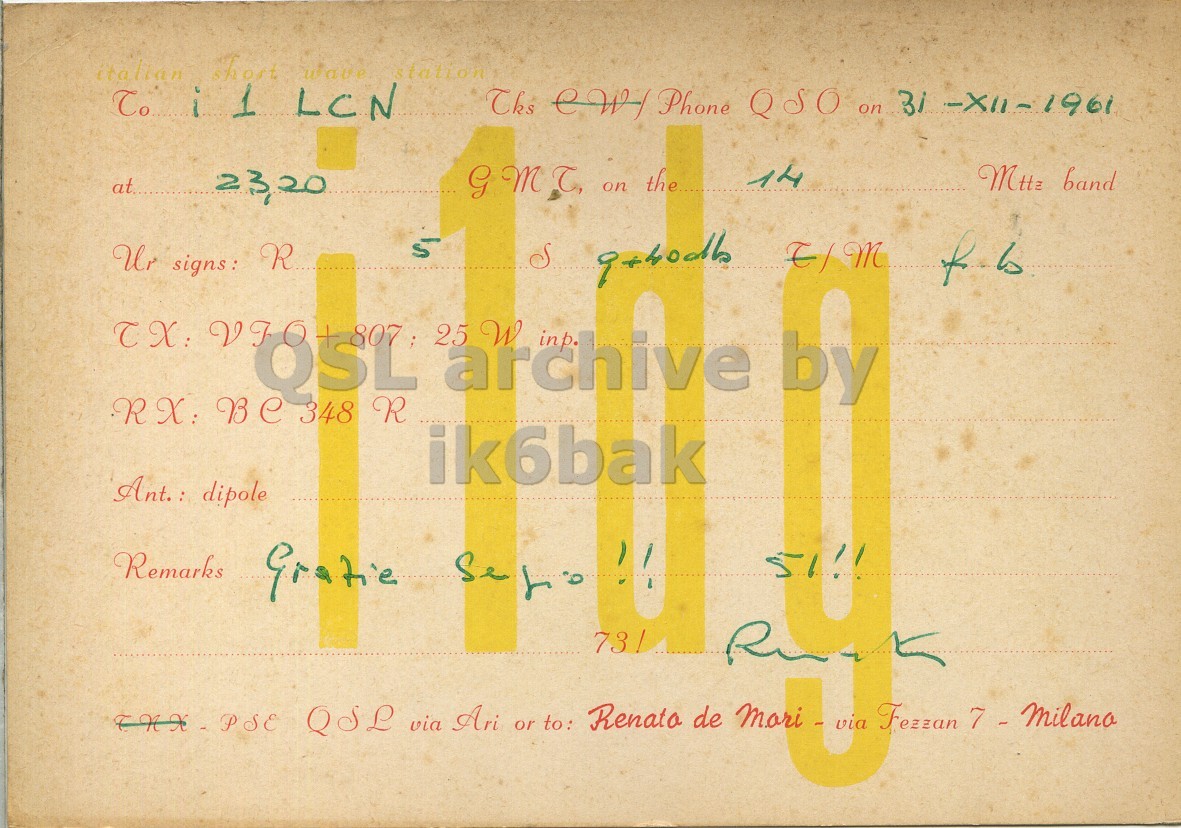 italian short wave station
To i 1 LCN Tks CW/ Phone QSO on 31-XII-1961
at 23,20 GMT, on the 14 Mttz band
Ur signs: R 5 S 9+40db T/M fb
i1dg
TX: VFO + 807; 25 W inp.
QSL archive by
RX: BC 348 R
ik6bak
Ant.: dipole
Remarks Grazie Sergio!! 51!!
73! Renato
TNX - PSE QSL via Ari or to: Renato de Mori - via Fezzan 7 - Milano